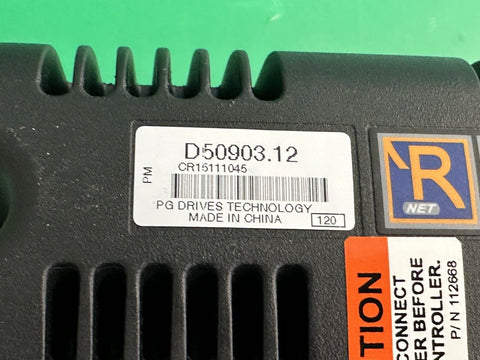 PM
D50903.12
CR15111045
PG DRIVES TECHNOLOGY
MADE IN CHINA
120
R
NET
TION
CONNECT
ER BEFORE
NTROLLER.
P/N 112668